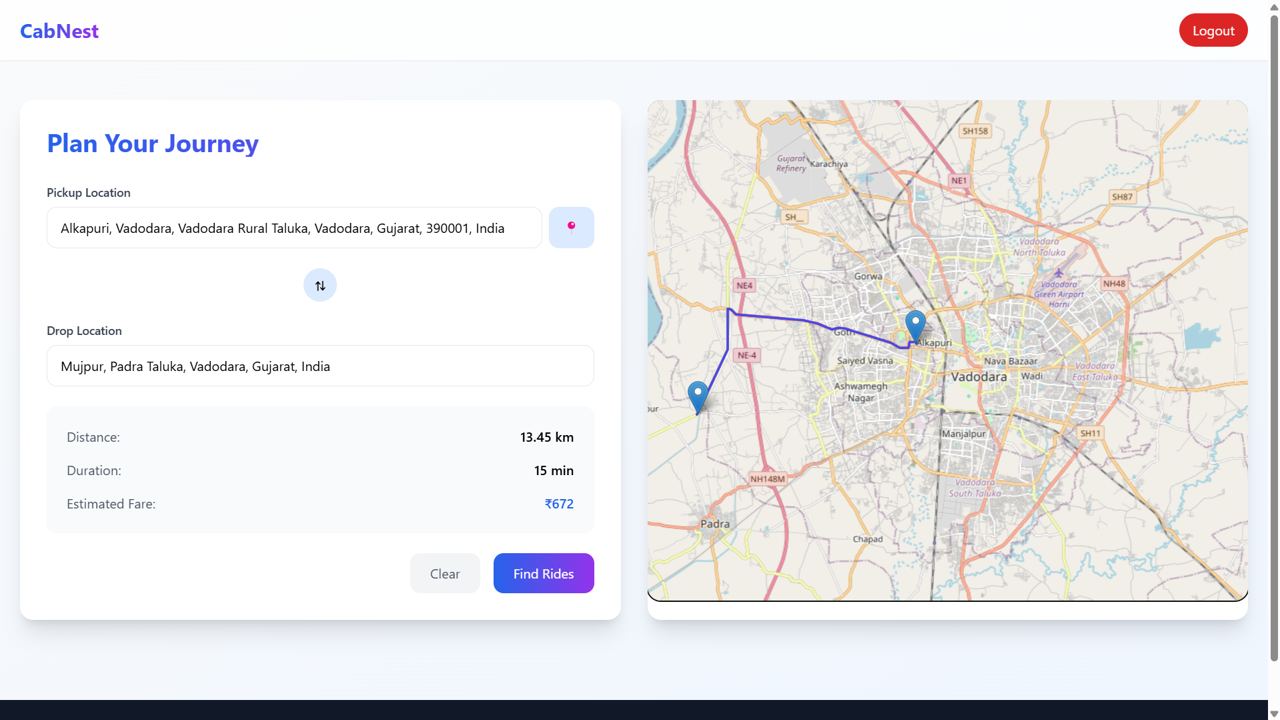 CabNest
Logout
Plan Your Journey
Pickup Location
Alkapuri, Vadodara, Vadodara Rural Taluka, Vadodara, Gujarat, 390001, India
Drop Location
Mujpur, Padra Taluka, Vadodara, Gujarat, India
Distance:
13.45 km
Duration:
15 min
Estimated Fare:
₹672
Clear
Find Rides
SH158
Gujarat
Refinery
Karachiya
NE1
SH87
SH__
Vadodara
North Taluka
Gorwa
NE4
Vadodara
Green Airport
Harni
NH48
Gotri
Alkapuri
NE-4
Saiyed Vasna
Nava Bazaar
Vadodara
East Taluka
Vadodara
Wadi
Ashwamegh
Nagar
ur
Manjalpur
SH11
NH148M
Vadodara
South Taluka
Padra
Chapad